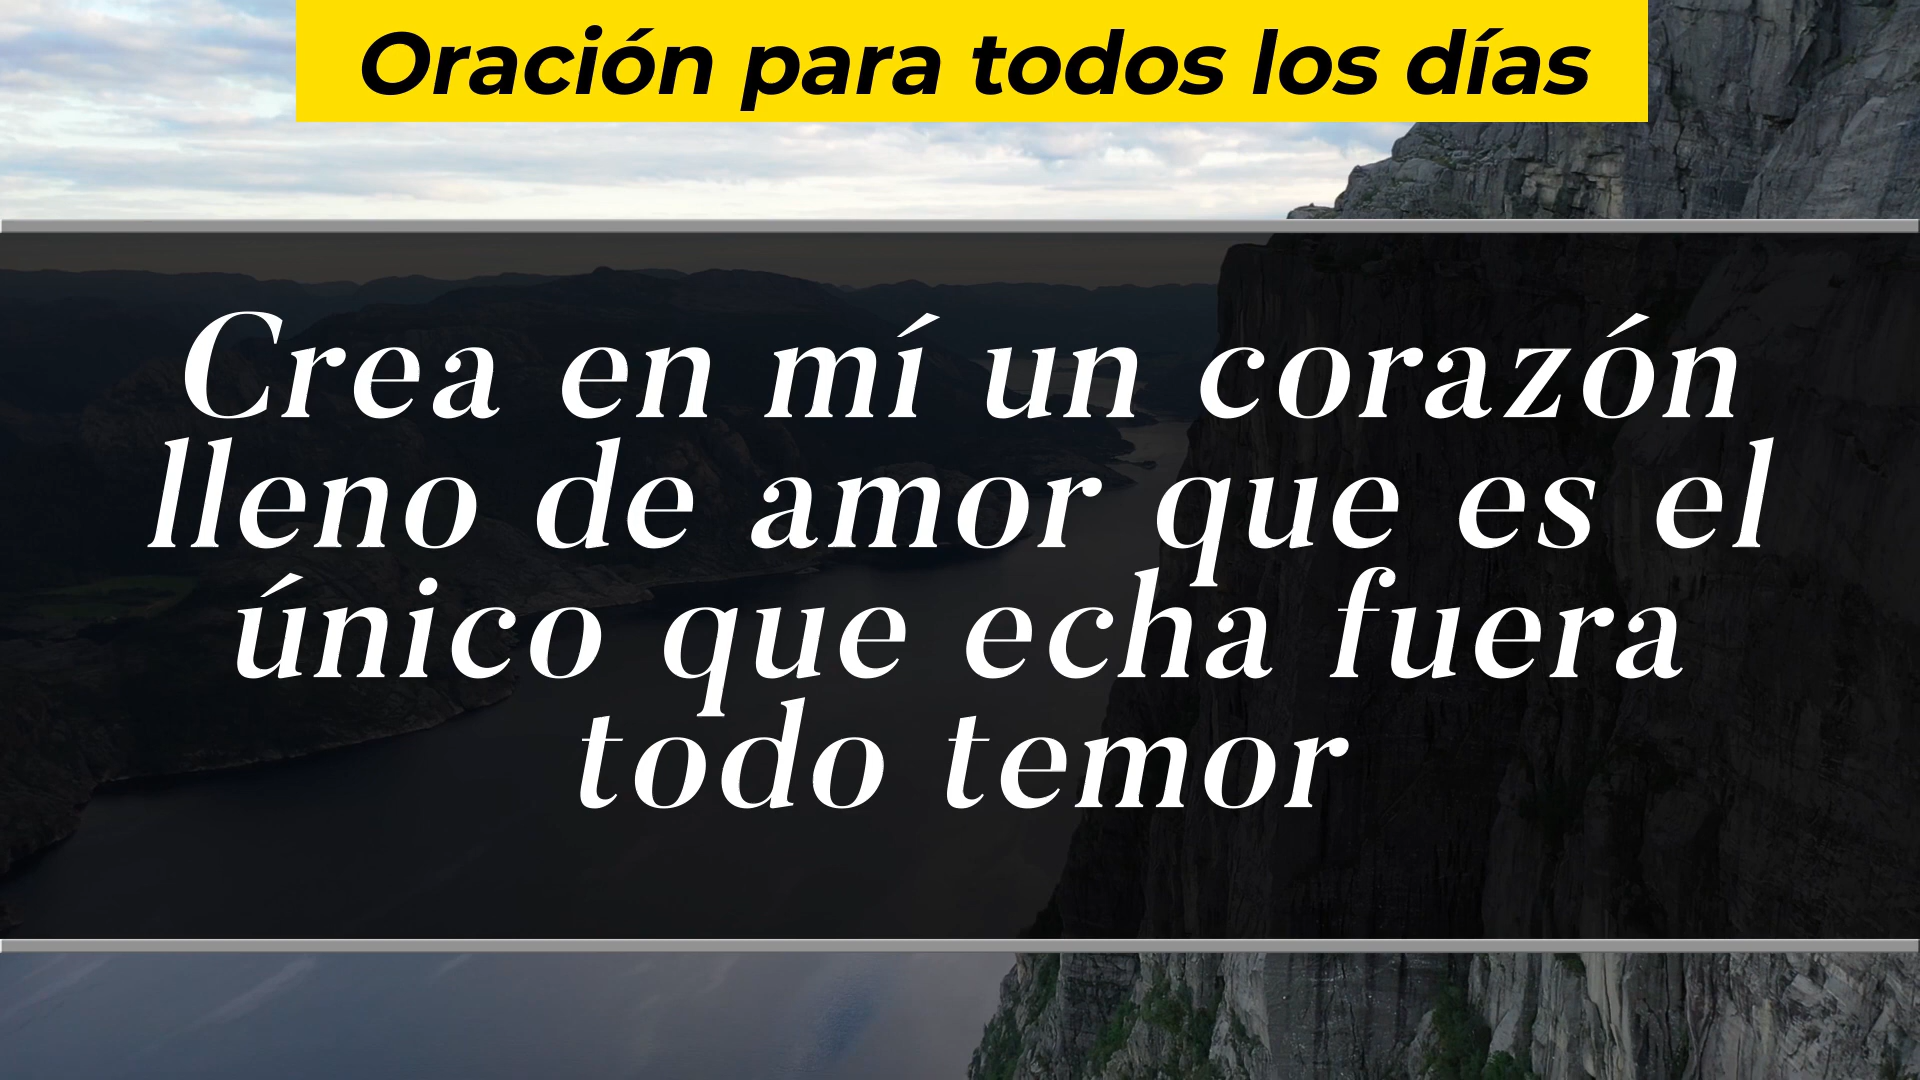 Oración para todos los días
Crea en mí un corazón
lleno de amor que es el
único que echa fuera
todo temor